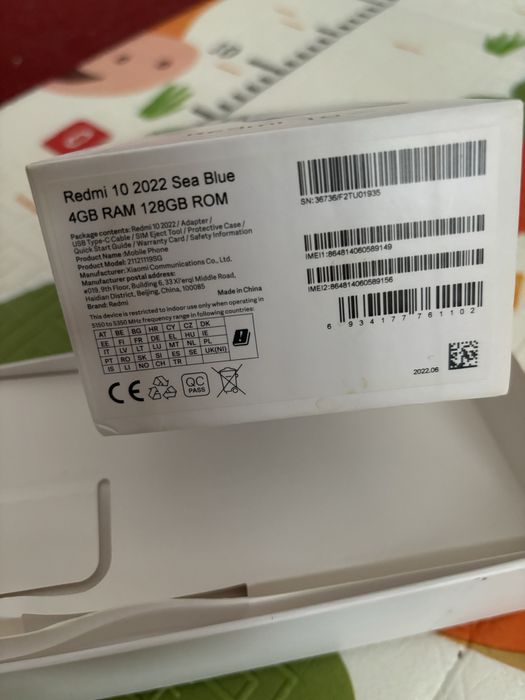 Redmi 10 2022 Sea Blue
4GB RAM 128GB ROM
Package contents: Redmi 10 2022 / Adapter /
USB Type-C Cable / SIM Eject Tool / Protective Case /
Quick Start Guide / Warranty Card / Safety Information
Product Name: Mobile Phone
Model: 21121119SG
Manufacturer: Xiaomi Communications Co., Ltd.
Manufacturer postal address:
#019, 9th Floor, Building 6, 33 Xi'erqi Middle Road,
Haidian District, Beijing, China, 100085
Brand: Redmi
Made in China
This device is restricted to indoor use only when operating in
5150 to 5350 MHz frequency range in following countries:
AT BE BG HR CY CZ DK
EE FI FR DE EL HU IE
IT LV LT LU MT NL PL
PT RO SK SI ES SE UK(NI)
IS LI NO CH TR
CE
QC
PASS
SN: 36736/F2TU01935
IMEI1: 864814060589149
IMEI2: 864814060589156
6 934177 761102
2022.06